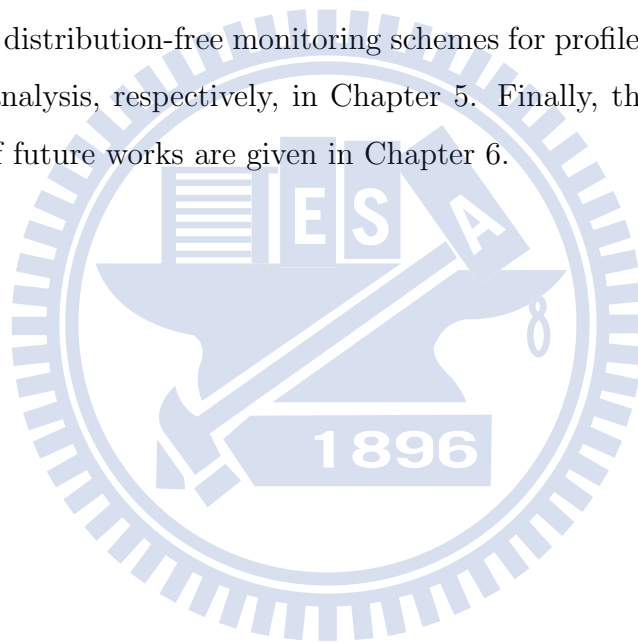 distribution-free monitoring schemes for profile
nalysis, respectively, in Chapter 5. Finally, th
f future works are given in Chapter 6.
E S A
1896